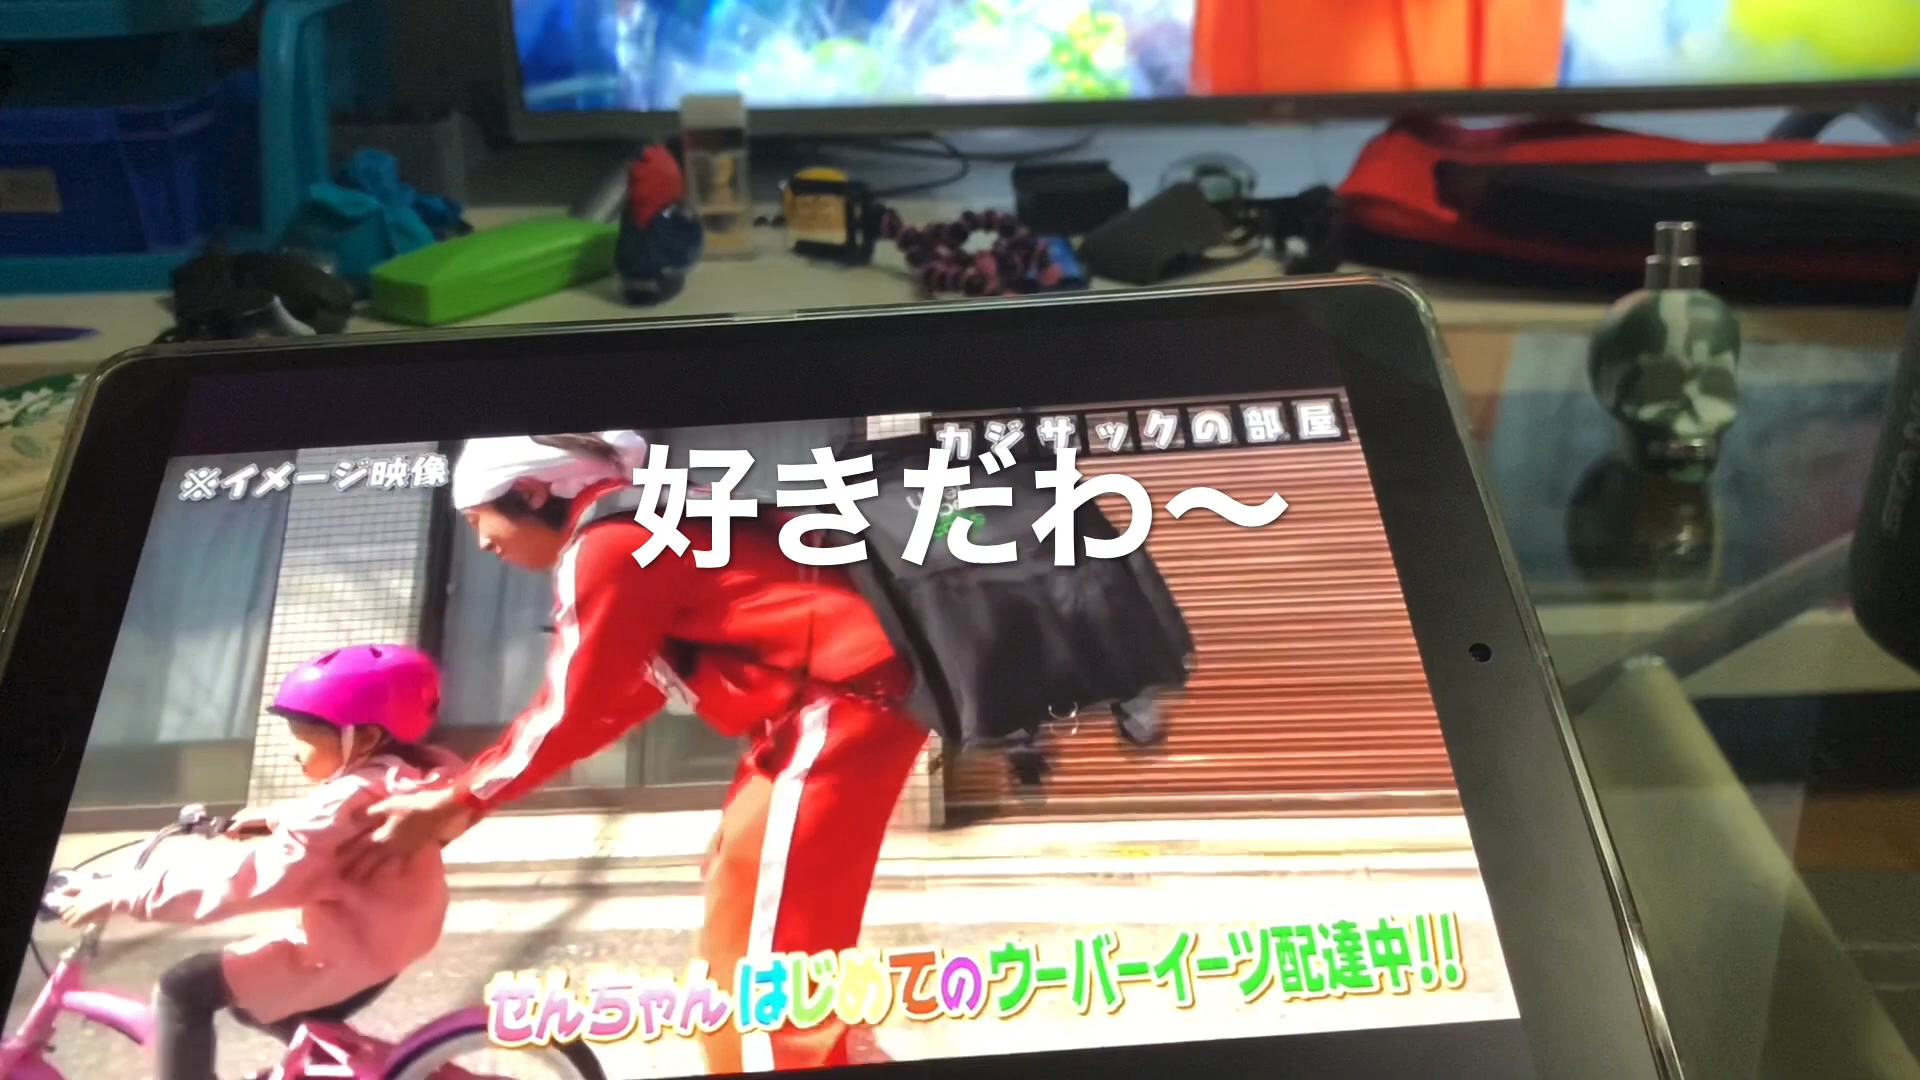 カジサックの部屋
※イメージ映像
好きだわ〜
せんちゃんはじめてのウーバーイーツ配達中!!